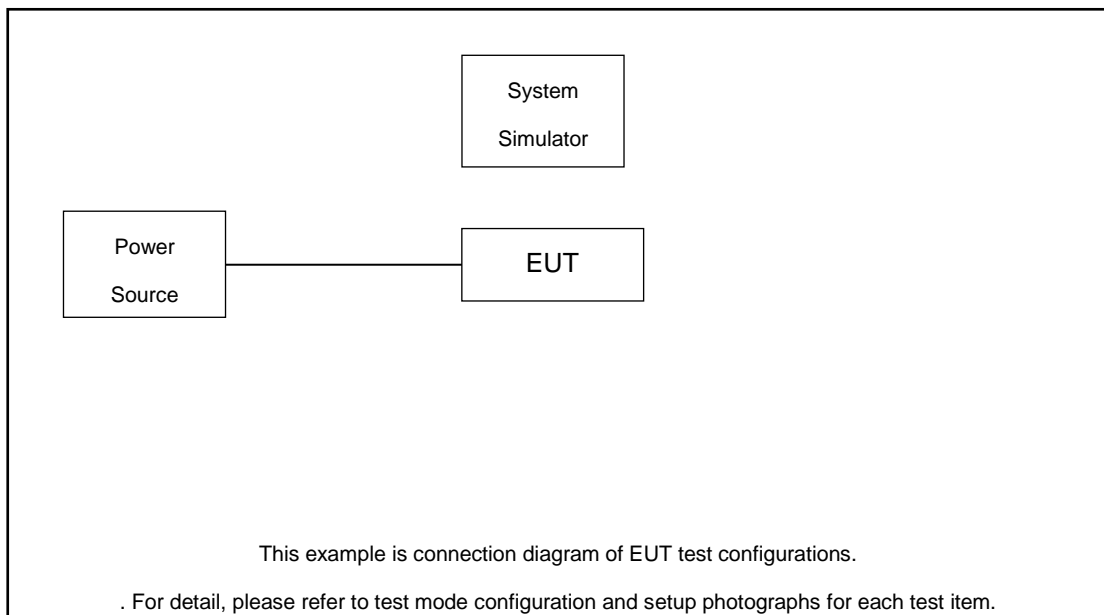 System
Simulator
Power
Source
EUT
This example is connection diagram of EUT test configurations.
. For detail, please refer to test mode configuration and setup photographs for each test item.